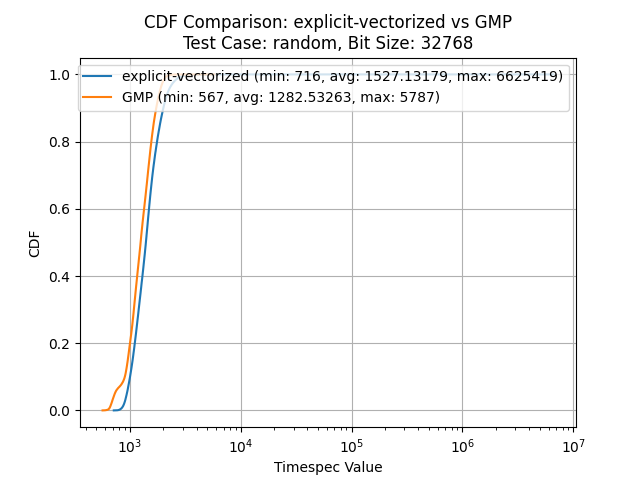 CDF Comparison: explicit-vectorized vs GMP
Test Case: random, Bit Size: 32768
explicit-vectorized (min: 716, avg: 1527.13179, max: 6625419)
GMP (min: 567, avg: 1282.53263, max: 5787)
1.0
0.8
0.6
0.4
0.2
0.0
CDF
10³ 10⁴ 10⁵ 10⁶ 10⁷
Timespec Value